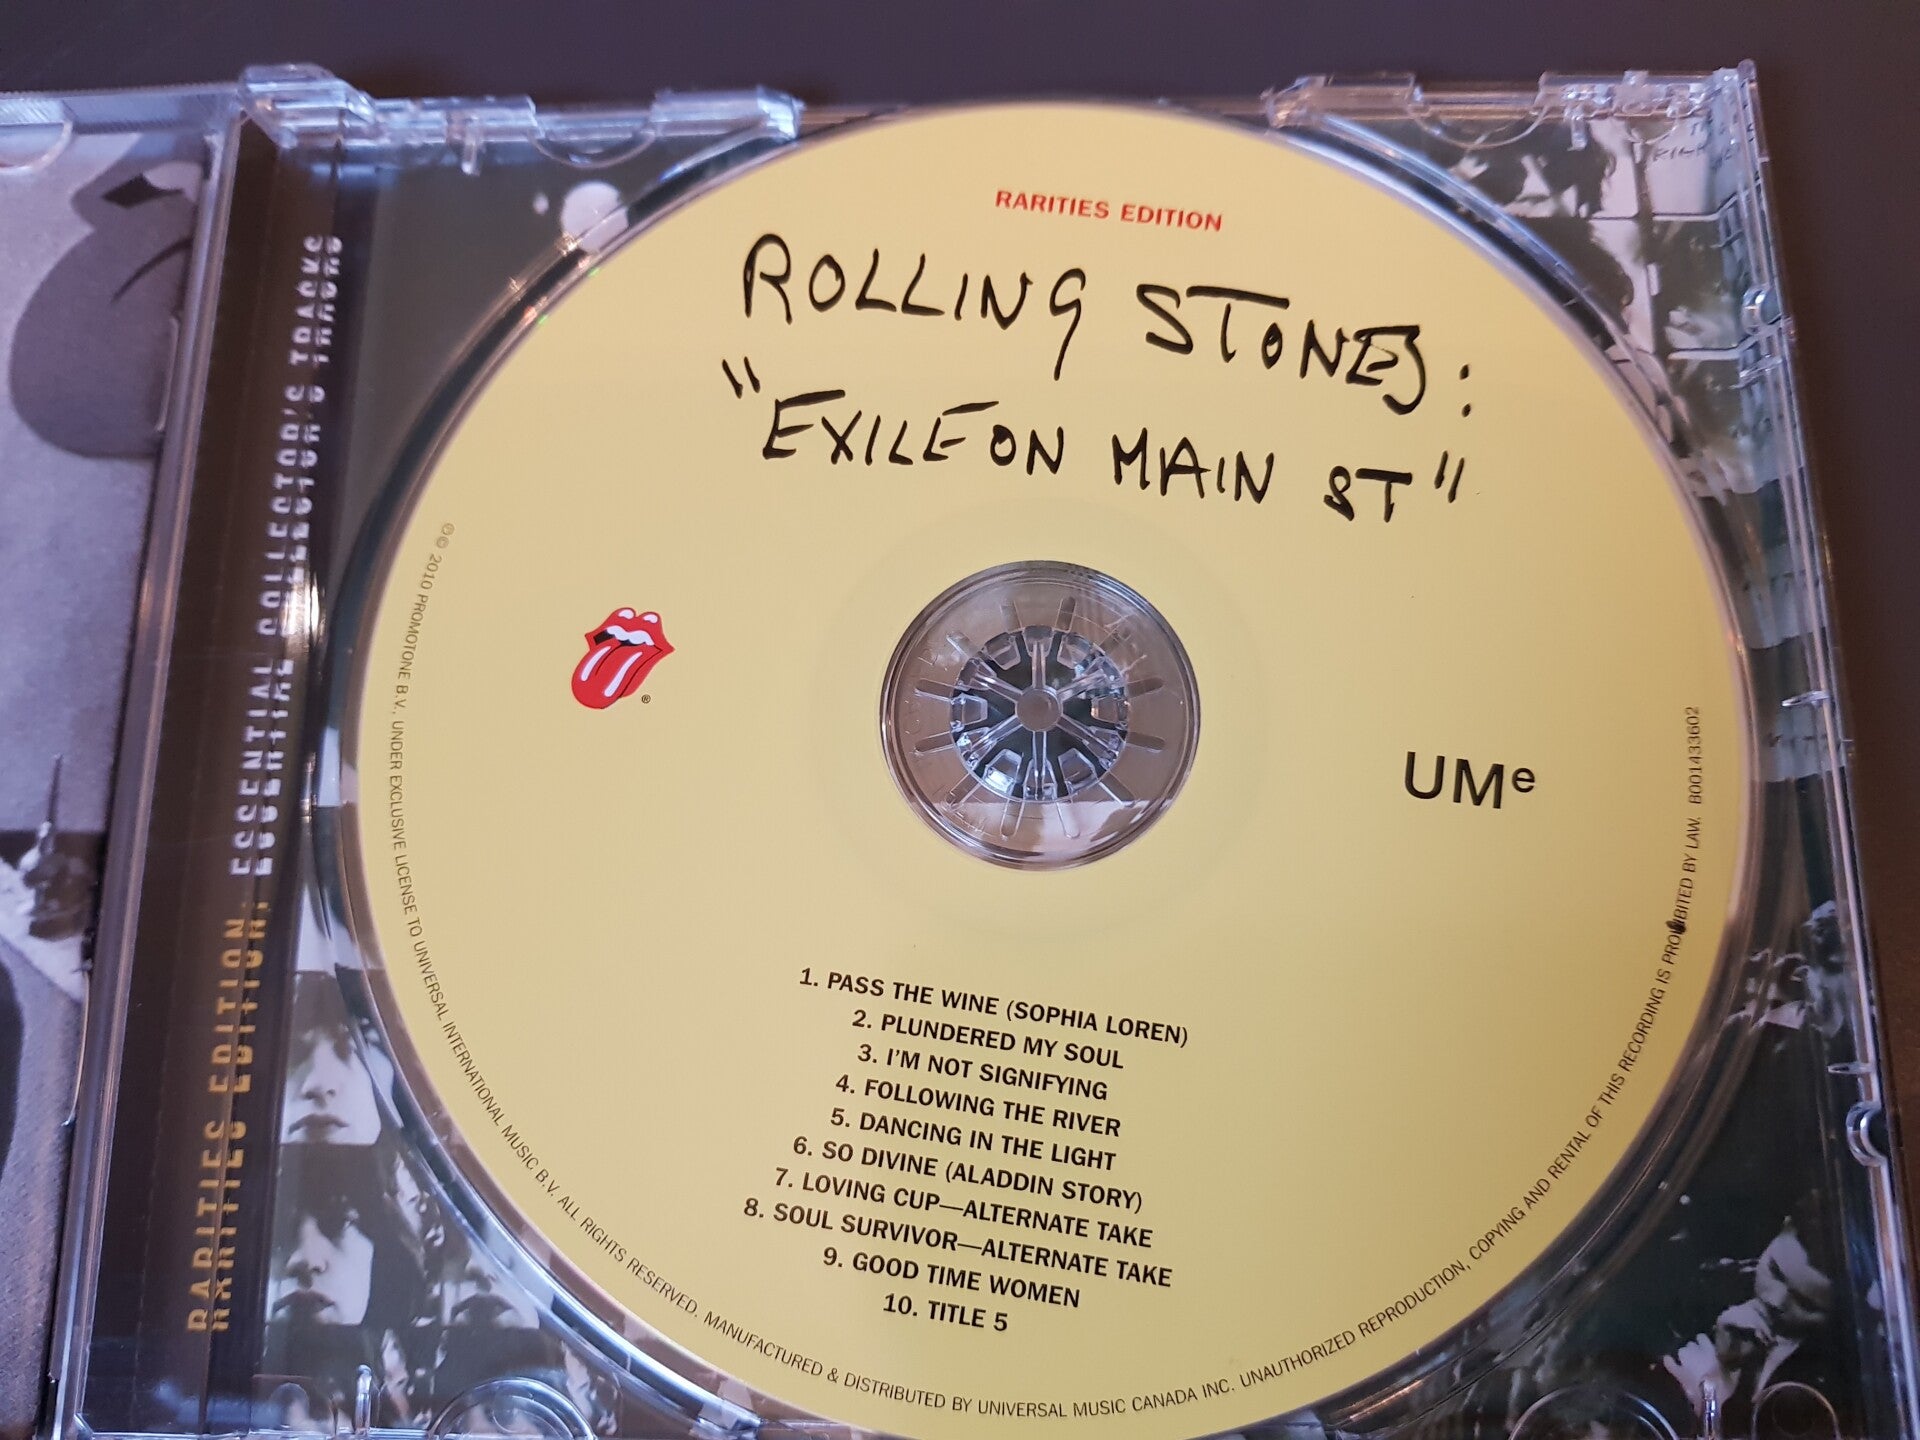 RARITIES EDITION
ROLLING STONES:
"EXILE ON MAIN ST"
®
UMe
1. PASS THE WINE (SOPHIA LOREN)
2. PLUNDERED MY SOUL
3. I'M NOT SIGNIFYING
4. FOLLOWING THE RIVER
5. DANCING IN THE LIGHT
6. SO DIVINE (ALADDIN STORY)
7. LOVING CUP—ALTERNATE TAKE
8. SOUL SURVIVOR—ALTERNATE TAKE
9. GOOD TIME WOMEN
10. TITLE 5
℗© 2010 PROMOTONE B.V., UNDER EXCLUSIVE LICENSE TO UNIVERSAL INTERNATIONAL MUSIC B.V. ALL RIGHTS RESERVED. MANUFACTURED & DISTRIBUTED BY UNIVERSAL MUSIC CANADA INC. UNAUTHORIZED REPRODUCTION, COPYING AND RENTAL OF THIS RECORDING IS PROHIBITED BY LAW. B001433602
RARITIES EDITION: ESSENTIAL COLLECTOR'S TRACKS